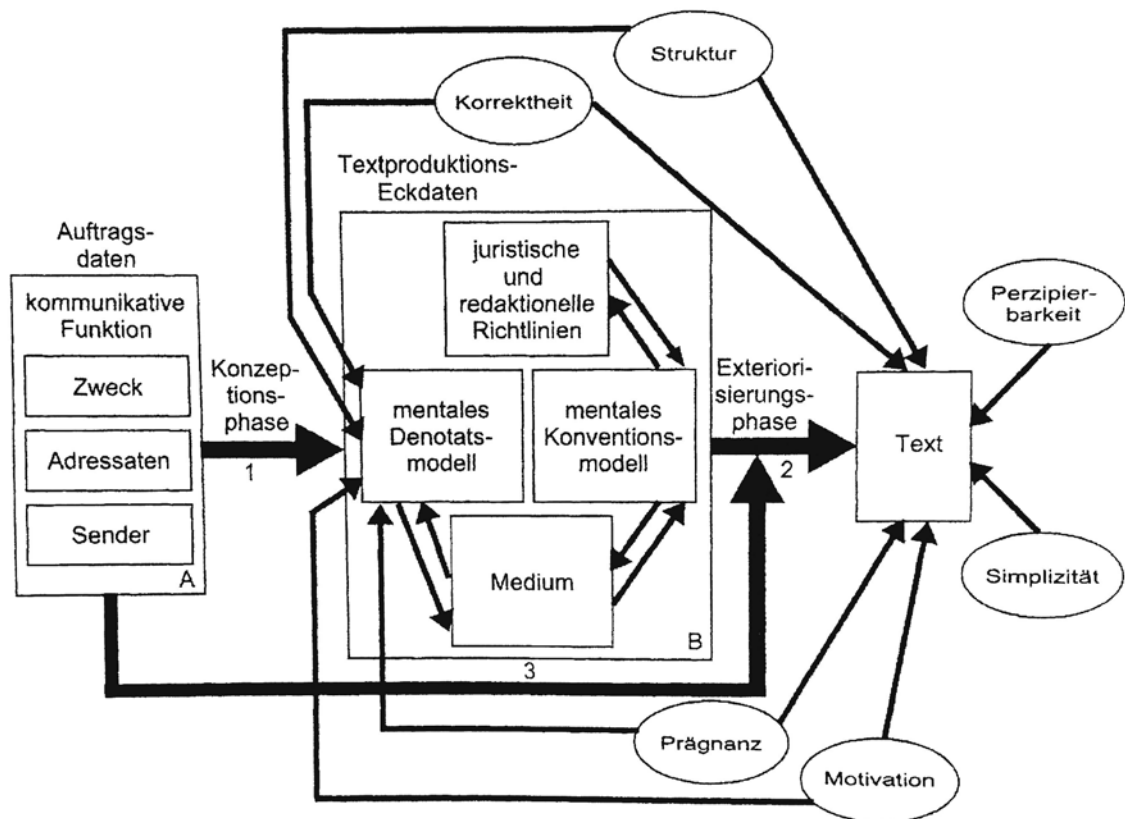 Struktur
Korrektheit
Textproduktions-
Eckdaten
Auftrags-
daten
kommunikative
Funktion
Zweck
Adressaten
Sender
A
Konzep-
tions-
phase
1
juristische
und
redaktionelle
Richtlinien
mentales
Denotats-
modell
mentales
Konventions-
modell
Medium
B
3
Exteriori-
sierungs-
phase
2
Text
Perzipier-
barkeit
Simplizität
Prägnanz
Motivation